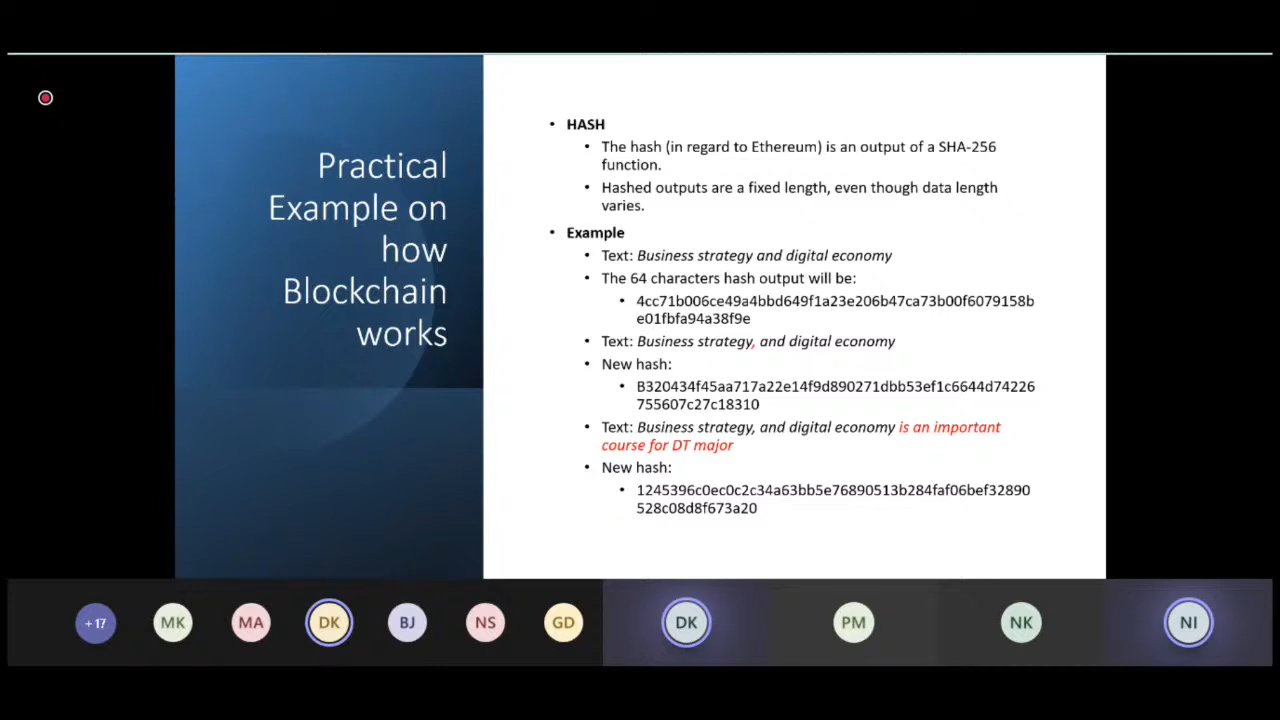 Practical
Example on
how
Blockchain
works
• HASH
• The hash (in regard to Ethereum) is an output of a SHA-256
function.
• Hashed outputs are a fixed length, even though data length
varies.
• Example
• Text: Business strategy and digital economy
• The 64 characters hash output will be:
• 4cc71b006ce49a4bbd649f1a23e206b47ca73b00f6079158b
e01fbfa94a38f9e
• Text: Business strategy, and digital economy
• New hash:
• B320434f45aa717a22e14f9d890271dbb53ef1c6644d74226
755607c27c18310
• Text: Business strategy, and digital economy is an important
course for DT major
• New hash:
• 1245396c0ec0c2c34a63bb5e76890513b284faf06bef32890
528c08d8f673a20
+17 MK MA DK BJ NS GD DK PM NK NI